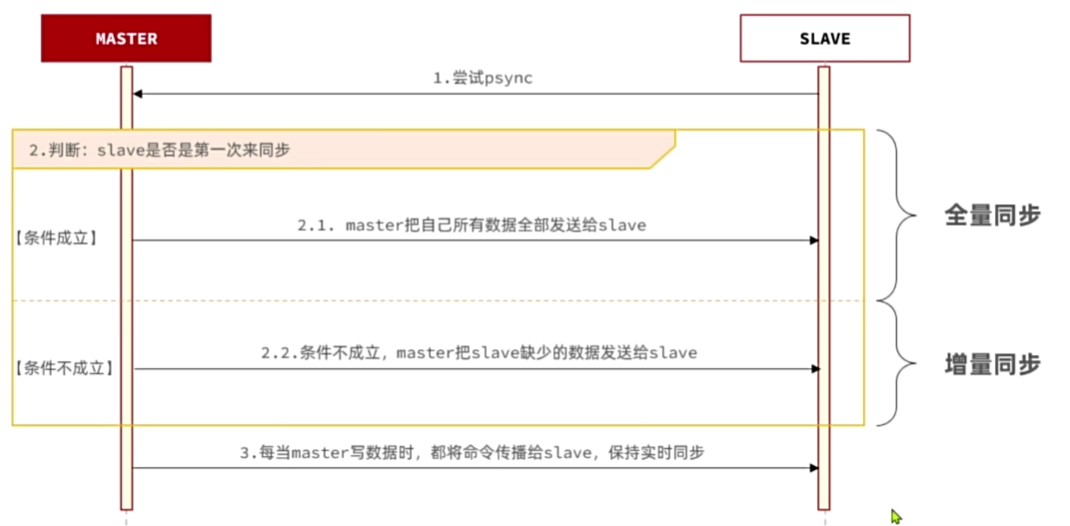 MASTER
SLAVE
1.尝试psync
2.判断：slave是否是第一次来同步
2.1. master把自己所有数据全部发送给slave
【条件成立】
全量同步
2.2.条件不成立，master把slave缺少的数据发送给slave
【条件不成立】
增量同步
3.每当master写数据时，都将命令传播给slave，保持实时同步